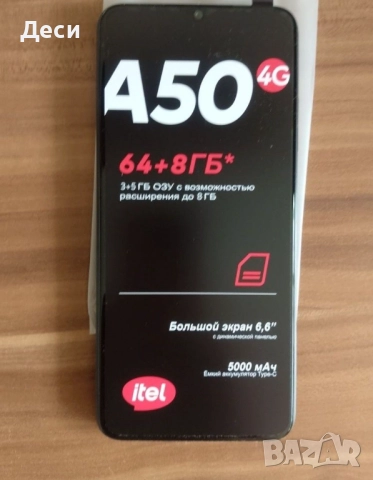 Деси
A50
4G
64+8ГБ*
3+5 ГБ ОЗУ с возможностью
расширения до 8 ГБ
Большой экран 6,6"
с динамической панелью
5000 мАч
Ёмкий аккумулятор Type-C
itel
BAZAR